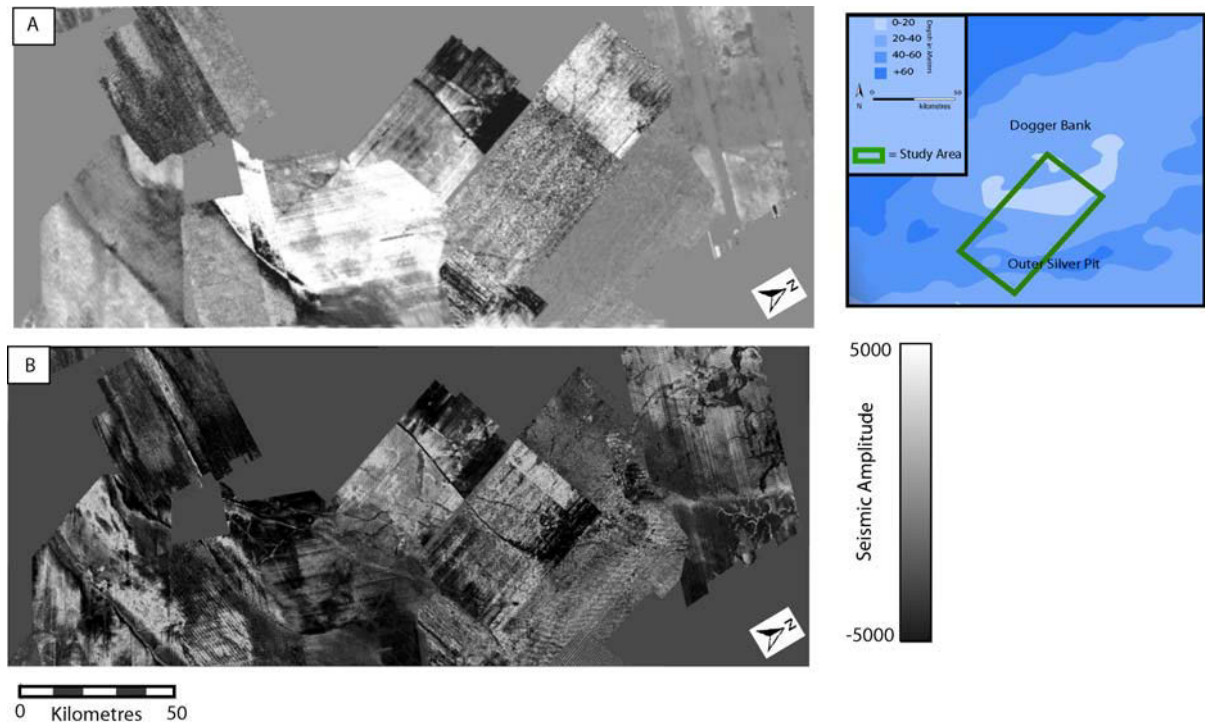 A
N
B
N
0 50
Kilometres
0-20
20-40
40-60
+60
Depth in Meters
0 50
N
kilometres
= Study Area
Dogger Bank
Outer Silver Pit
5000
Seismic Amplitude
-5000